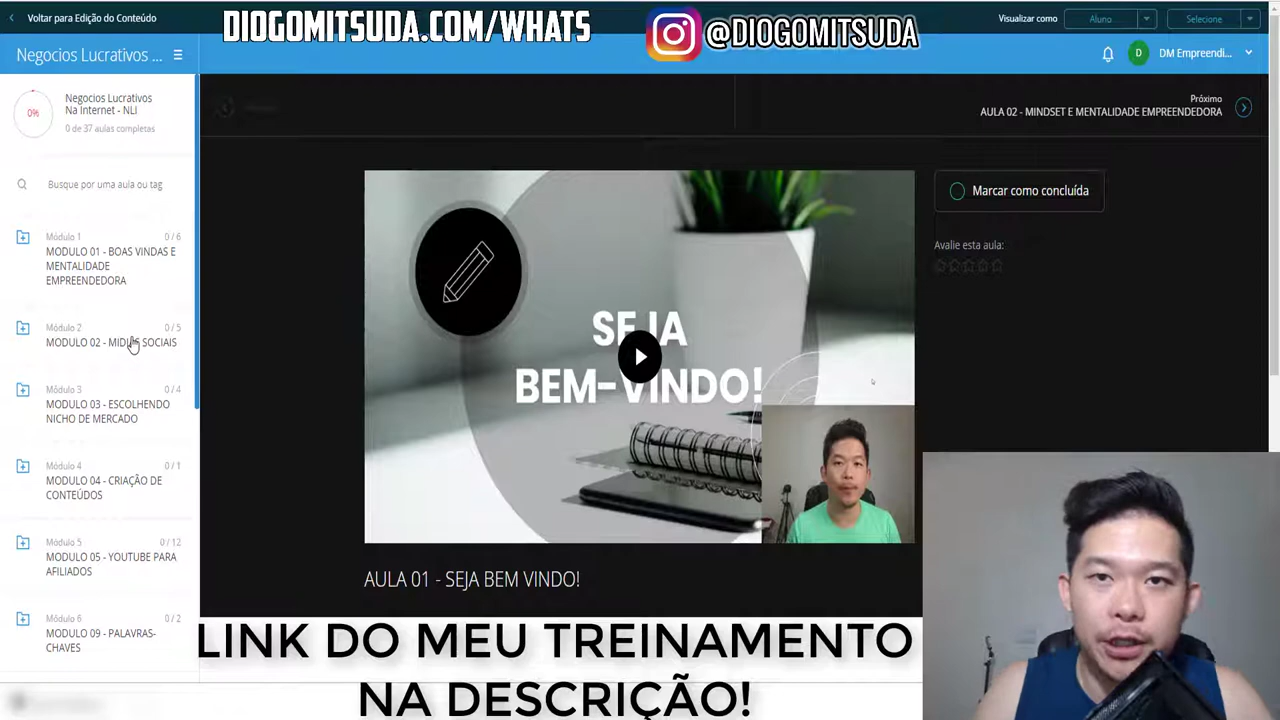 Voltar para Edição do Conteúdo
DIOGOMITSUDA.COM/WHATS
@DIOGOMITSUDA
Visualizar como
Aluno
Selecione
Negocios Lucrativos ...
D
DM Empreendi...
0%
Negocios Lucrativos
Na Internet - NLI
0 de 37 aulas completas
Próximo
AULA 02 - MINDSET E MENTALIDADE EMPREENDEDORA
Busque por uma aula ou tag
Marcar como concluída
Avalie esta aula:
Módulo 1
0 / 6
MODULO 01 - BOAS VINDAS E
MENTALIDADE
EMPREENDEDORA
Módulo 2
0 / 5
MODULO 02 - MIDIAS SOCIAIS
Módulo 3
0 / 4
MODULO 03 - ESCOLHENDO
NICHO DE MERCADO
Módulo 4
0 / 1
MODULO 04 - CRIAÇÃO DE
CONTEÚDOS
Módulo 5
0 / 12
MODULO 05 - YOUTUBE PARA
AFILIADOS
Módulo 6
0 / 2
MODULO 09 - PALAVRAS-
CHAVES
SEJA
BEM-VINDO!
AULA 01 - SEJA BEM VINDO!
LINK DO MEU TREINAMENTO
NA DESCRIÇÃO!